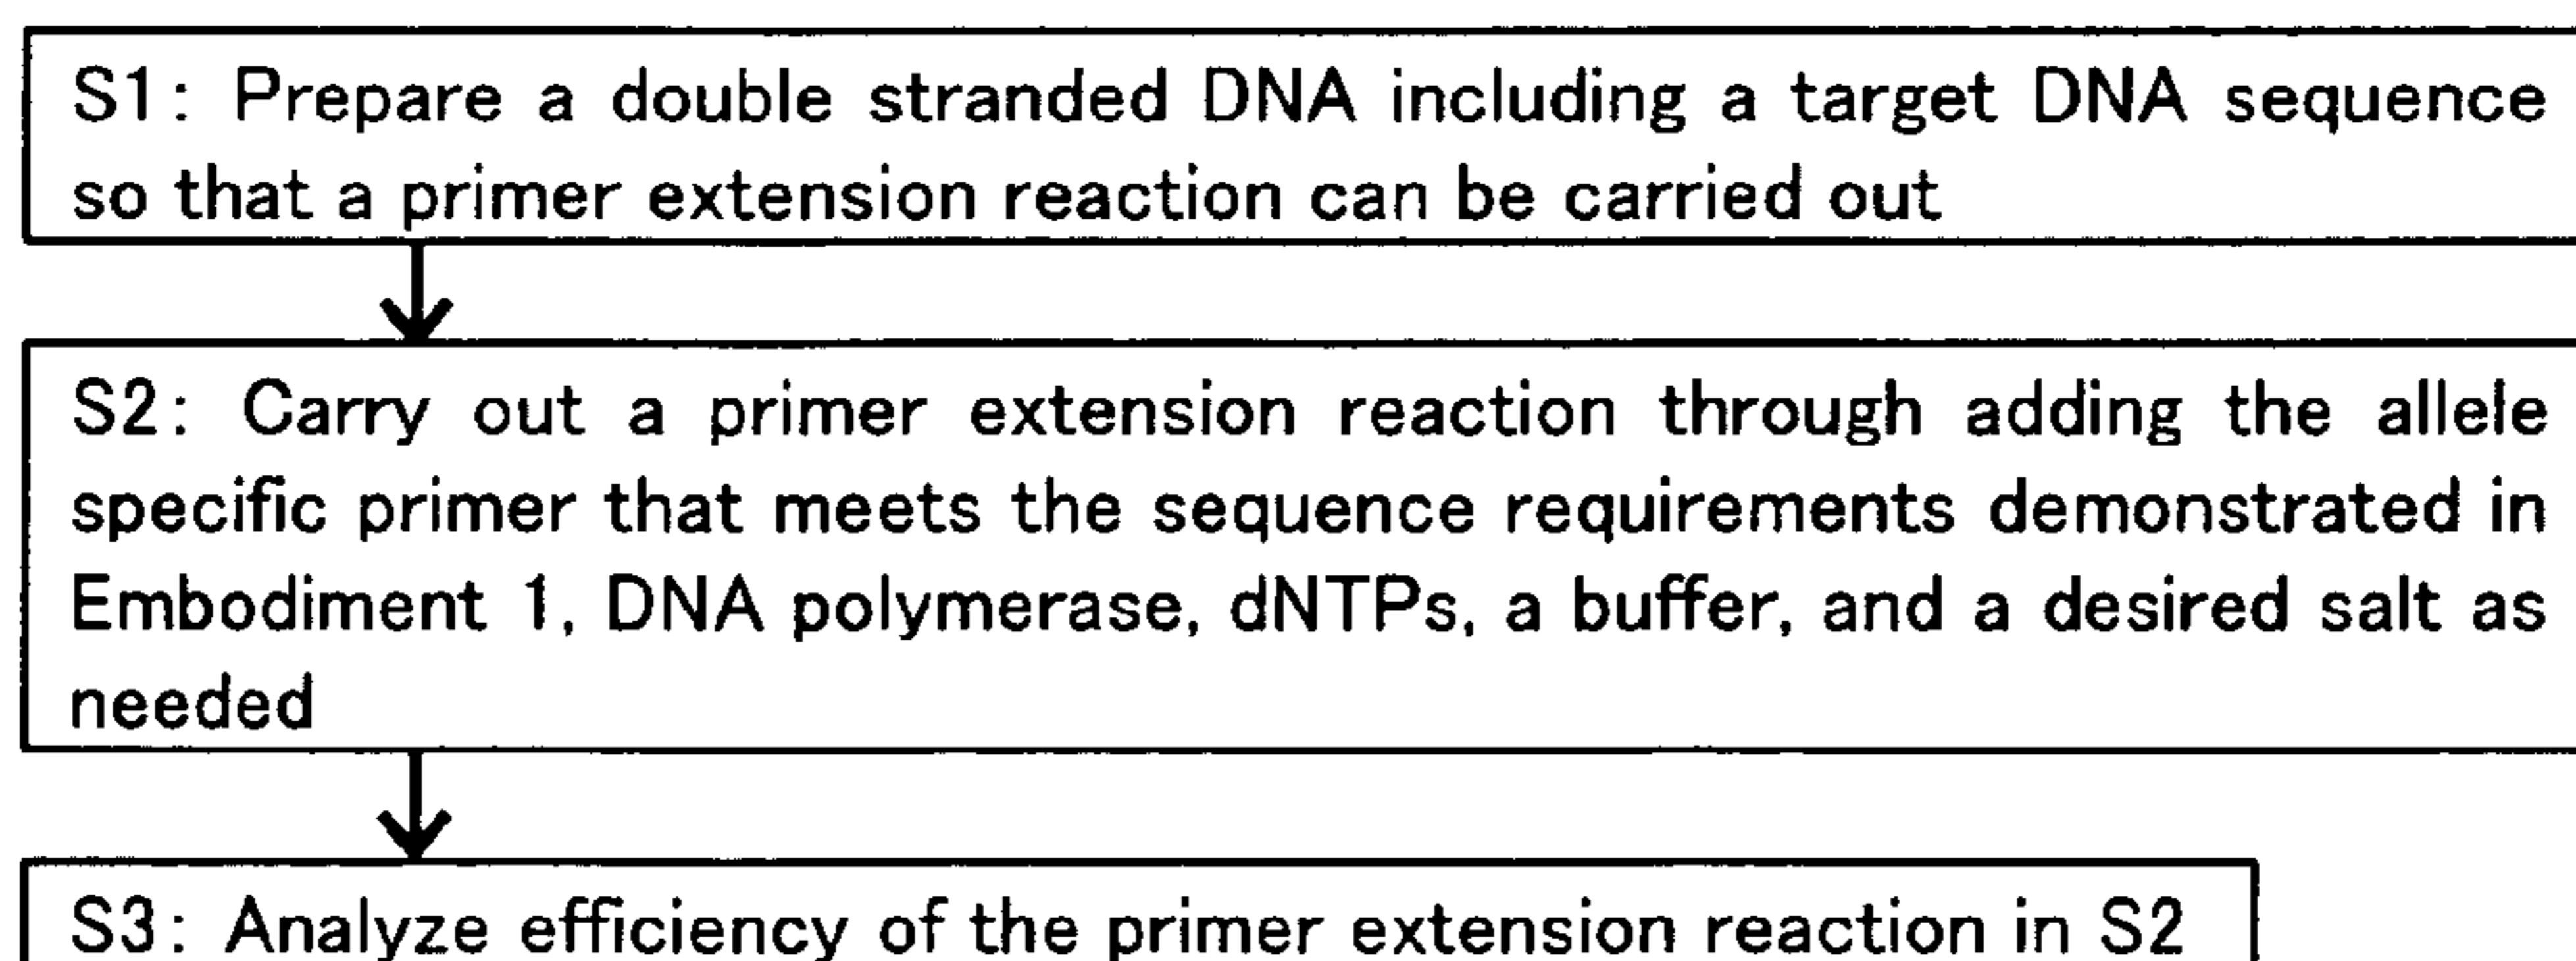 S1: Prepare a double stranded DNA including a target DNA sequence
so that a primer extension reaction can be carried out
S2: Carry out a primer extension reaction through adding the allele
specific primer that meets the sequence requirements demonstrated in
Embodiment 1, DNA polymerase, dNTPs, a buffer, and a desired salt as
needed
S3: Analyze efficiency of the primer extension reaction in S2